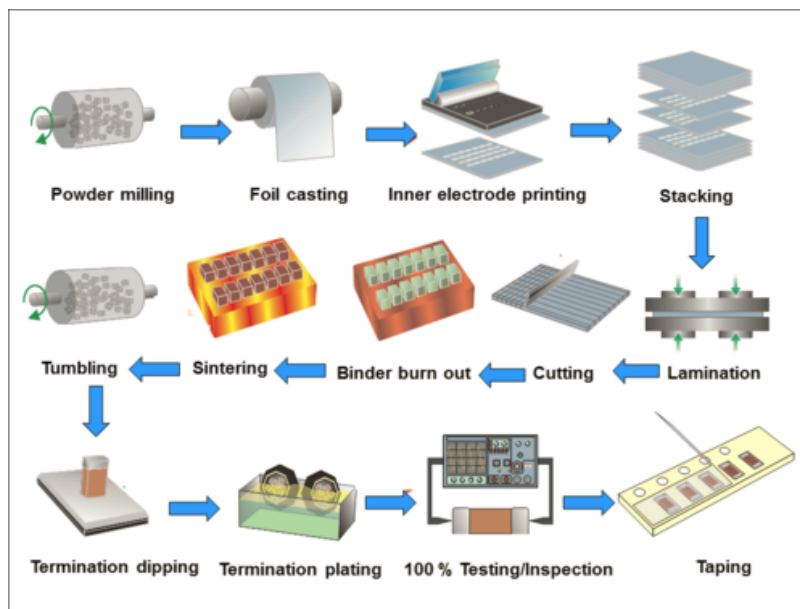 Powder milling
Foil casting
Inner electrode printing
Stacking
Tumbling
Sintering
Binder burn out
Cutting
Lamination
Termination dipping
Termination plating
100 % Testing/Inspection
Taping